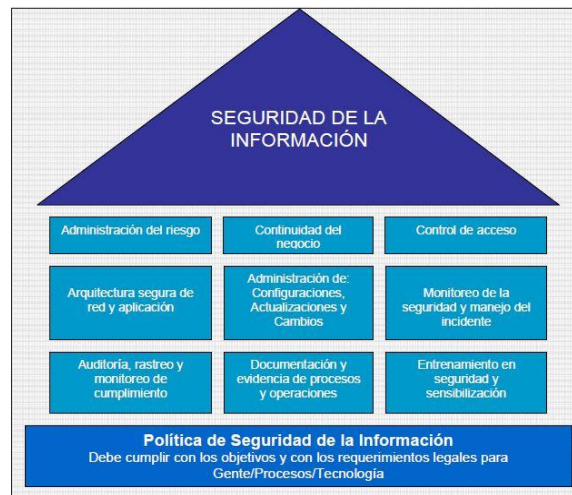 SEGURIDAD DE LA
INFORMACIÓN
Administración del riesgo
Continuidad del
negocio
Control de acceso
Arquitectura segura de
red y aplicación
Administración de:
Configuraciones,
Actualizaciones y
Cambios
Monitoreo de la
seguridad y manejo del
incidente
Auditoría, rastreo y
monitoreo de
cumplimiento
Documentación y
evidencia de procesos
y operaciones
Entrenamiento en
seguridad y
sensibilización
Política de Seguridad de la Información
Debe cumplir con los objetivos y con los requerimientos legales para
Gente/Procesos/Tecnología